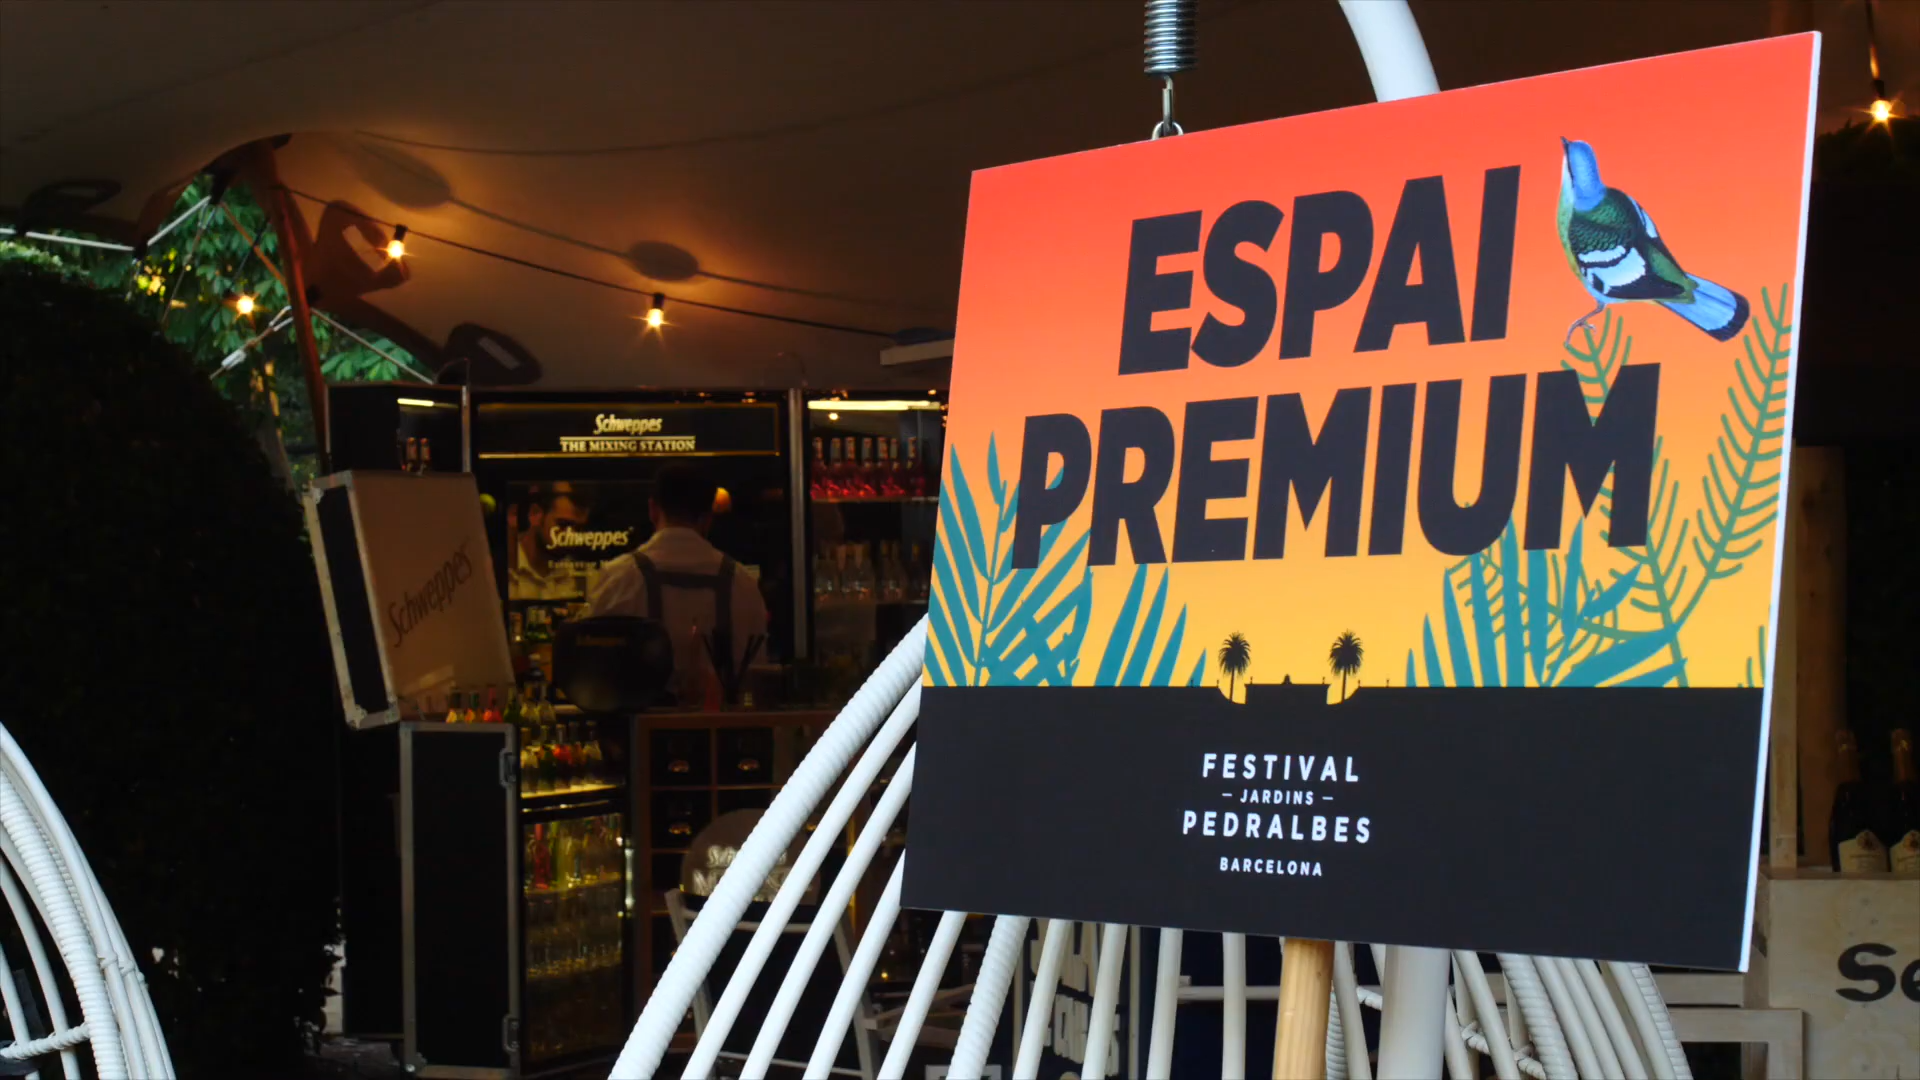 ESPAI
PREMIUM
FESTIVAL
– JARDINS –
PEDRALBES
BARCELONA
Schweppes
THE MIXING STATION
Schweppes
Schweppes